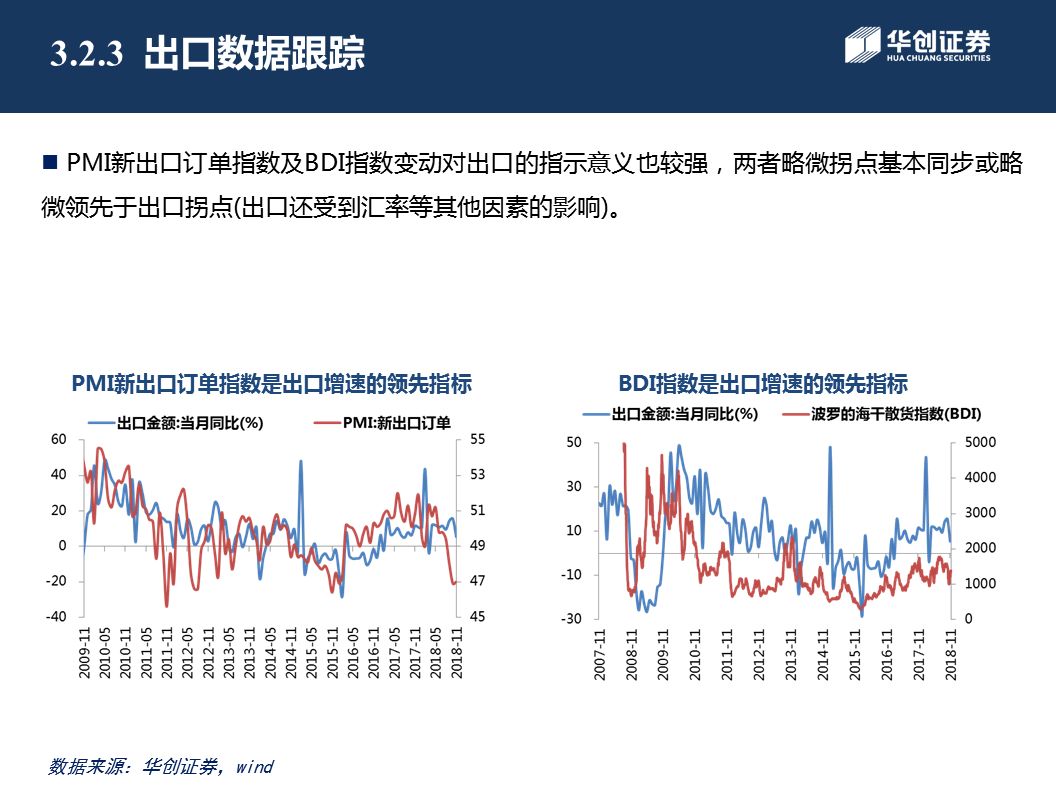 3.2.3 出口数据跟踪
华创证券
HUA CHUANG SECURITIES
■ PMI新出口订单指数及BDI指数变动对出口的指示意义也较强，两者略微拐点基本同步或略
微领先于出口拐点(出口还受到汇率等其他因素的影响)。
PMI新出口订单指数是出口增速的领先指标
出口金额:当月同比(%) PMI:新出口订单
60 55
40 53
20 51
0 49
-20 47
-40 45
2009-11 2010-05 2010-11 2011-05 2011-11 2012-05 2012-11 2013-05 2013-11 2014-05 2014-11 2015-05 2015-11 2016-05 2016-11 2017-05 2017-11 2018-05 2018-11
BDI指数是出口增速的领先指标
出口金额:当月同比(%) 波罗的海干散货指数(BDI)
50 5000
4000
30
3000
10
2000
-10
1000
-30 0
2007-11 2008-11 2009-11 2010-11 2011-11 2012-11 2013-11 2014-11 2015-11 2016-11 2017-11 2018-11
数据来源：华创证券，wind